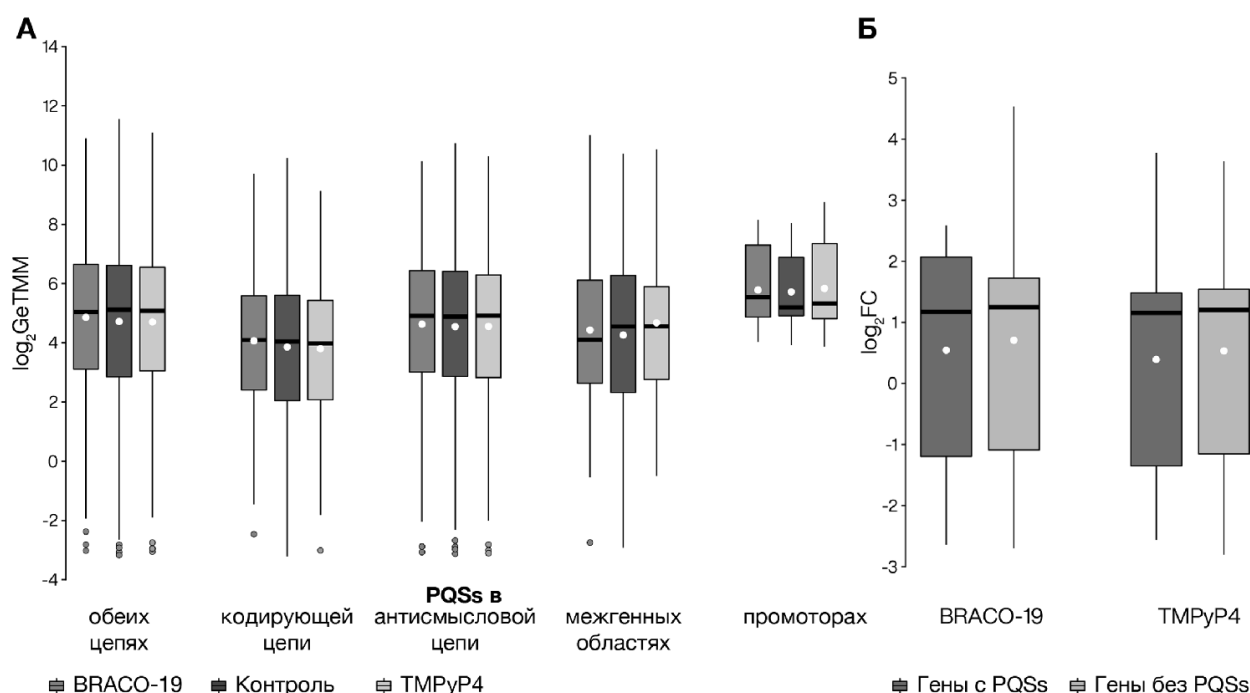 А
Б
14
12
10
8
6
4
2
0
-2
-4
log₂GeTMM
5
4
3
2
1
0
-1
-2
-3
log₂FC
PQSs в
обеих цепях
кодирующей цепи
антисмысловой цепи
межгенных областях
промоторах
BRACO-19
TMPyP4
BRACO-19 Контроль TMPyP4
Гены с PQSs Гены без PQSs